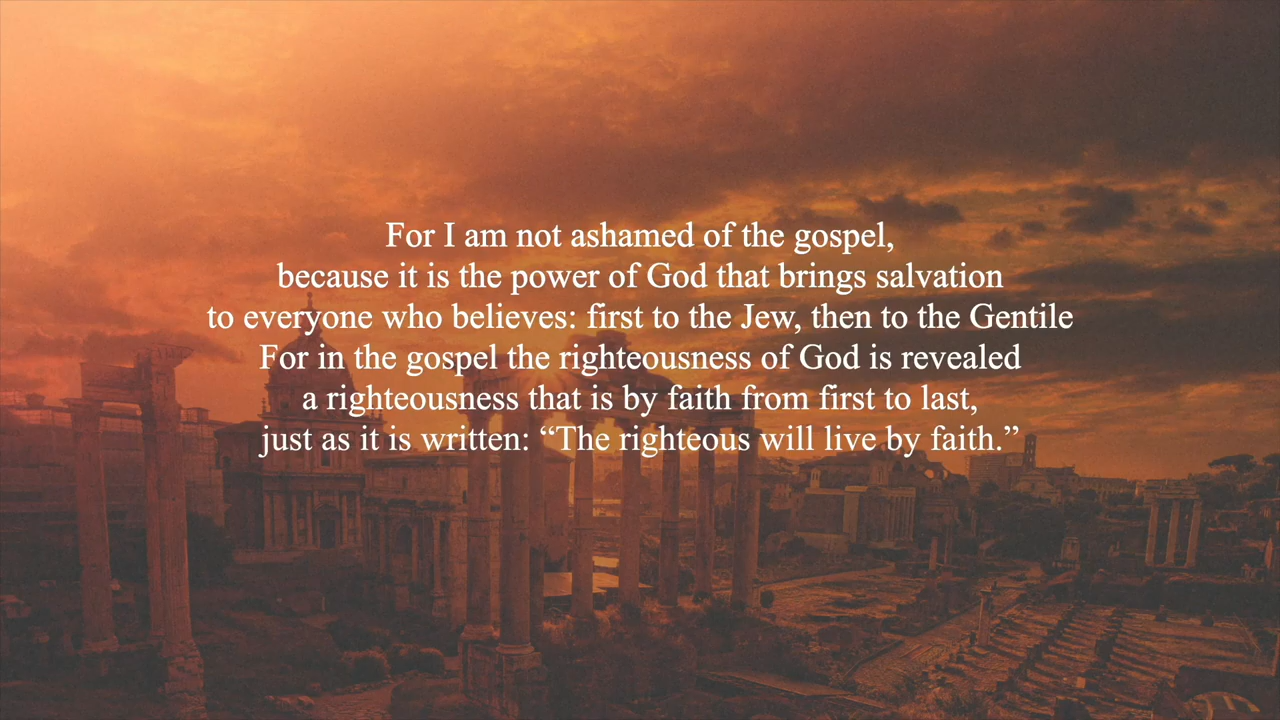 For I am not ashamed of the gospel,
because it is the power of God that brings salvation
to everyone who believes: first to the Jew, then to the Gentile
For in the gospel the righteousness of God is revealed
a righteousness that is by faith from first to last,
just as it is written: “The righteous will live by faith.”